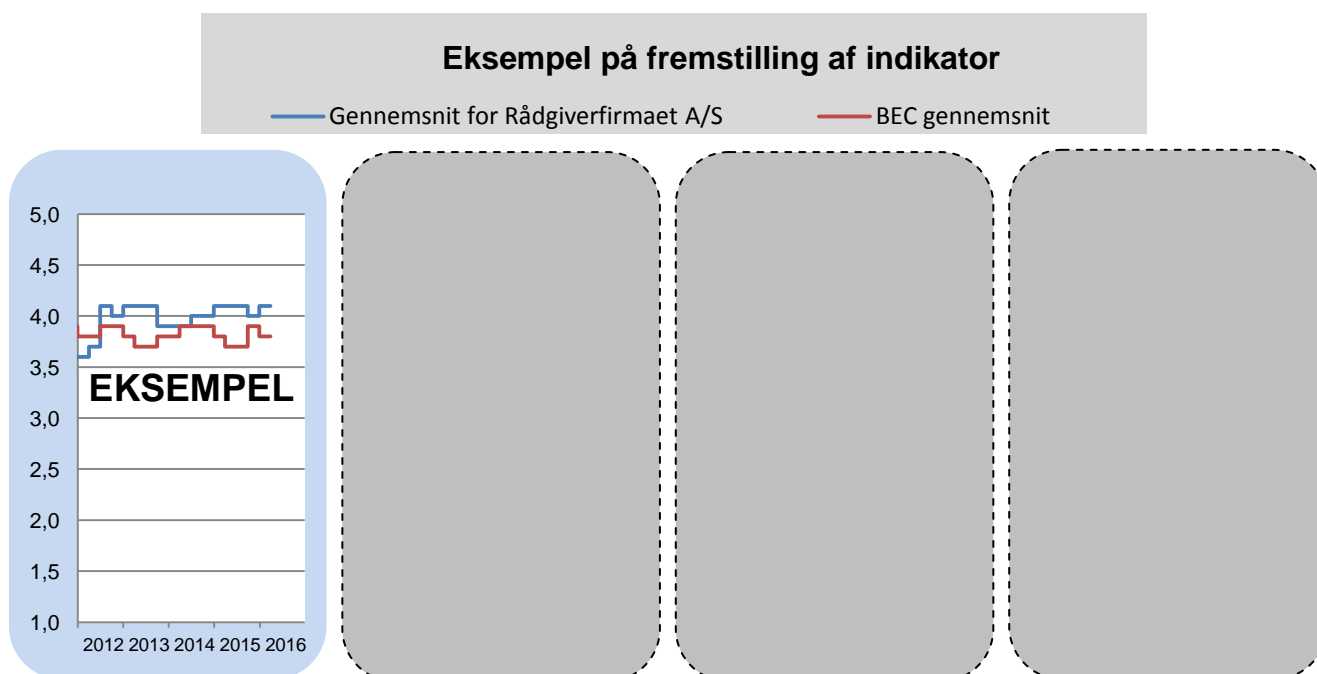 Eksempel på fremstilling af indikator
Gennemsnit for Rådgiverfirmaet A/S BEC gennemsnit
5,0
4,5
4,0
3,5
EKSEMPEL
3,0
2,5
2,0
1,5
1,0
2012 2013 2014 2015 2016